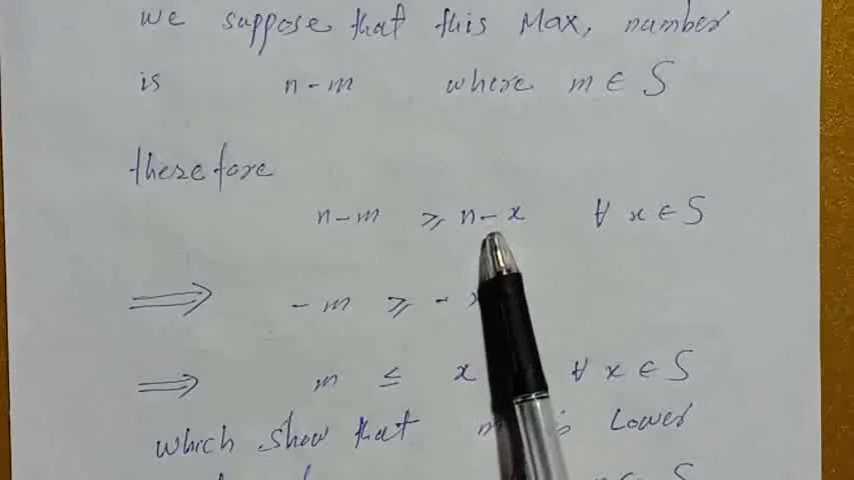 we suppose that this Max, number
is n-m where m ∈ S
therefore
n-m ⩾ n-x ∀ x ∈ S
⟹ -m ⩾ -
⟹ m ≤ x ∀ x ∈ S
which show that Lower
S